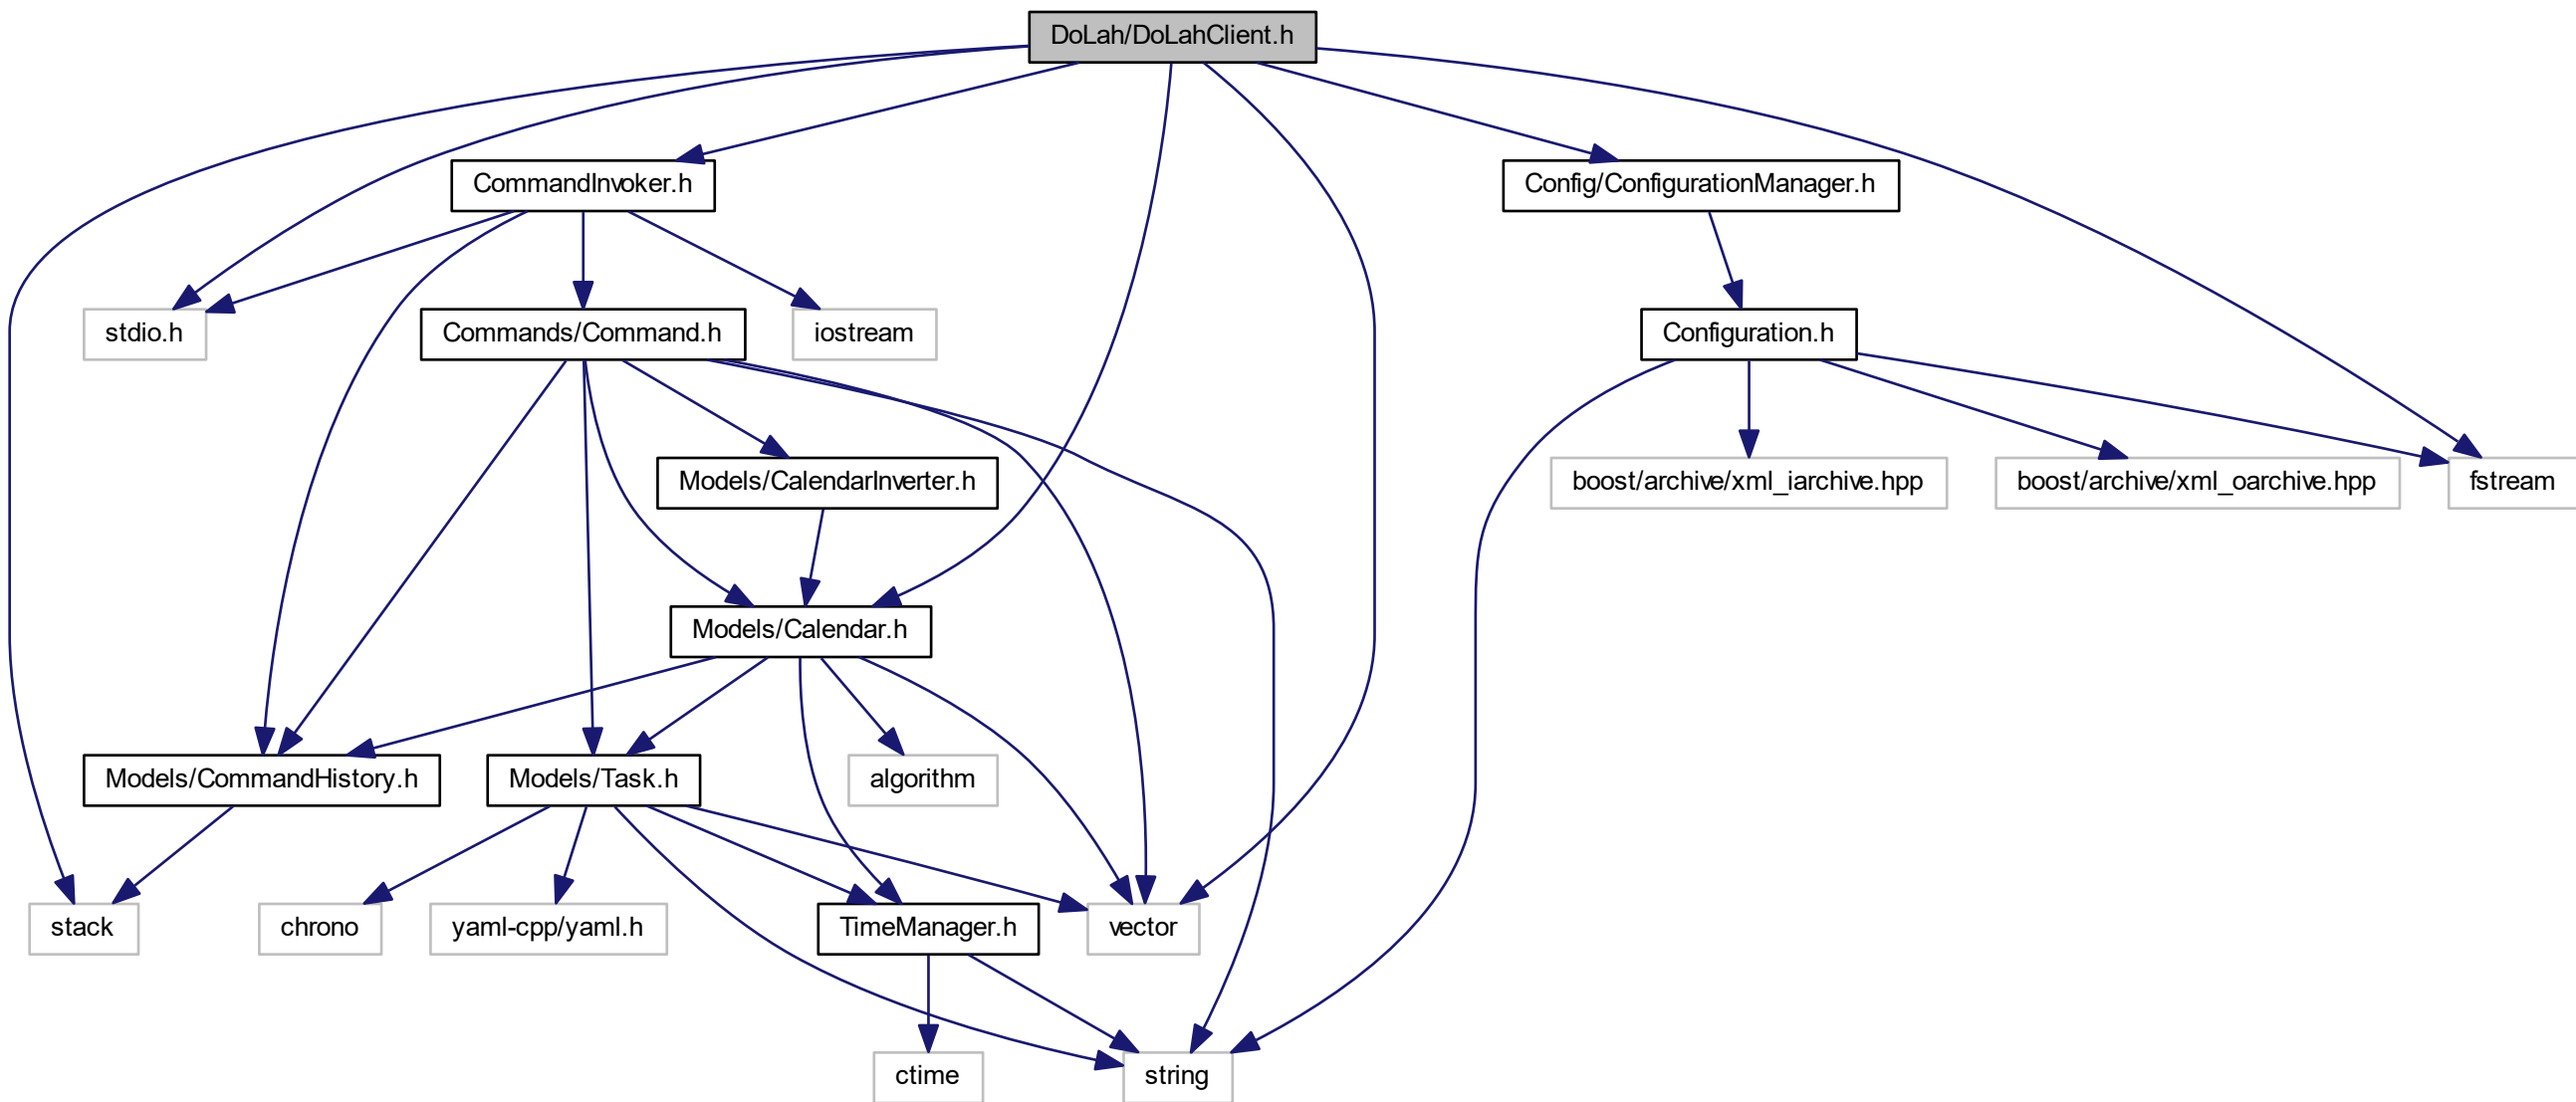 DoLah/DoLahClient.h
CommandInvoker.h
Config/ConfigurationManager.h
stdio.h
Commands/Command.h
iostream
Configuration.h
Models/CalendarInverter.h
boost/archive/xml_iarchive.hpp
boost/archive/xml_oarchive.hpp
fstream
Models/Calendar.h
Models/CommandHistory.h
Models/Task.h
algorithm
stack
chrono
yaml-cpp/yaml.h
TimeManager.h
vector
ctime
string